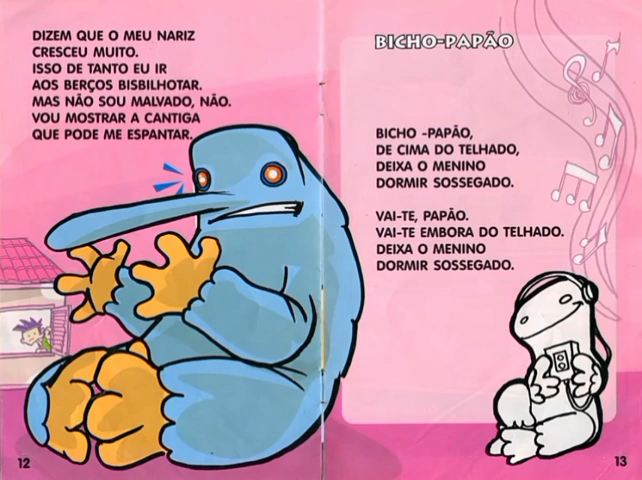 DIZEM QUE O MEU NARIZ
CRESCEU MUITO.
ISSO DE TANTO EU IR
AOS BERÇOS BISBILHOTAR.
MAS NÃO SOU MALVADO, NÃO.
VOU MOSTRAR A CANTIGA
QUE PODE ME ESPANTAR.
12
BICHO-PAPÃO
BICHO -PAPÃO,
DE CIMA DO TELHADO,
DEIXA O MENINO
DORMIR SOSSEGADO.
VAI-TE, PAPÃO.
VAI-TE EMBORA DO TELHADO.
DEIXA O MENINO
DORMIR SOSSEGADO.
13